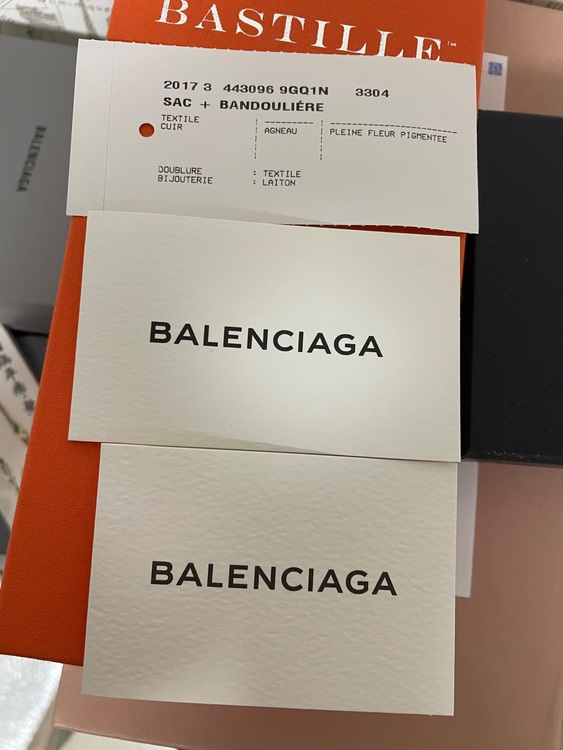 BASTILLE™
2017 3 443096 9GQ1N 3304
SAC + BANDOULIÉRE
TEXTILE
CUIR AGNEAU PLEINE FLEUR PIGMENTEE
DOUBLURE : TEXTILE
BIJOUTERIE : LAITON
BALENCIAGA
BALENCIAGA
BALENCIAGA